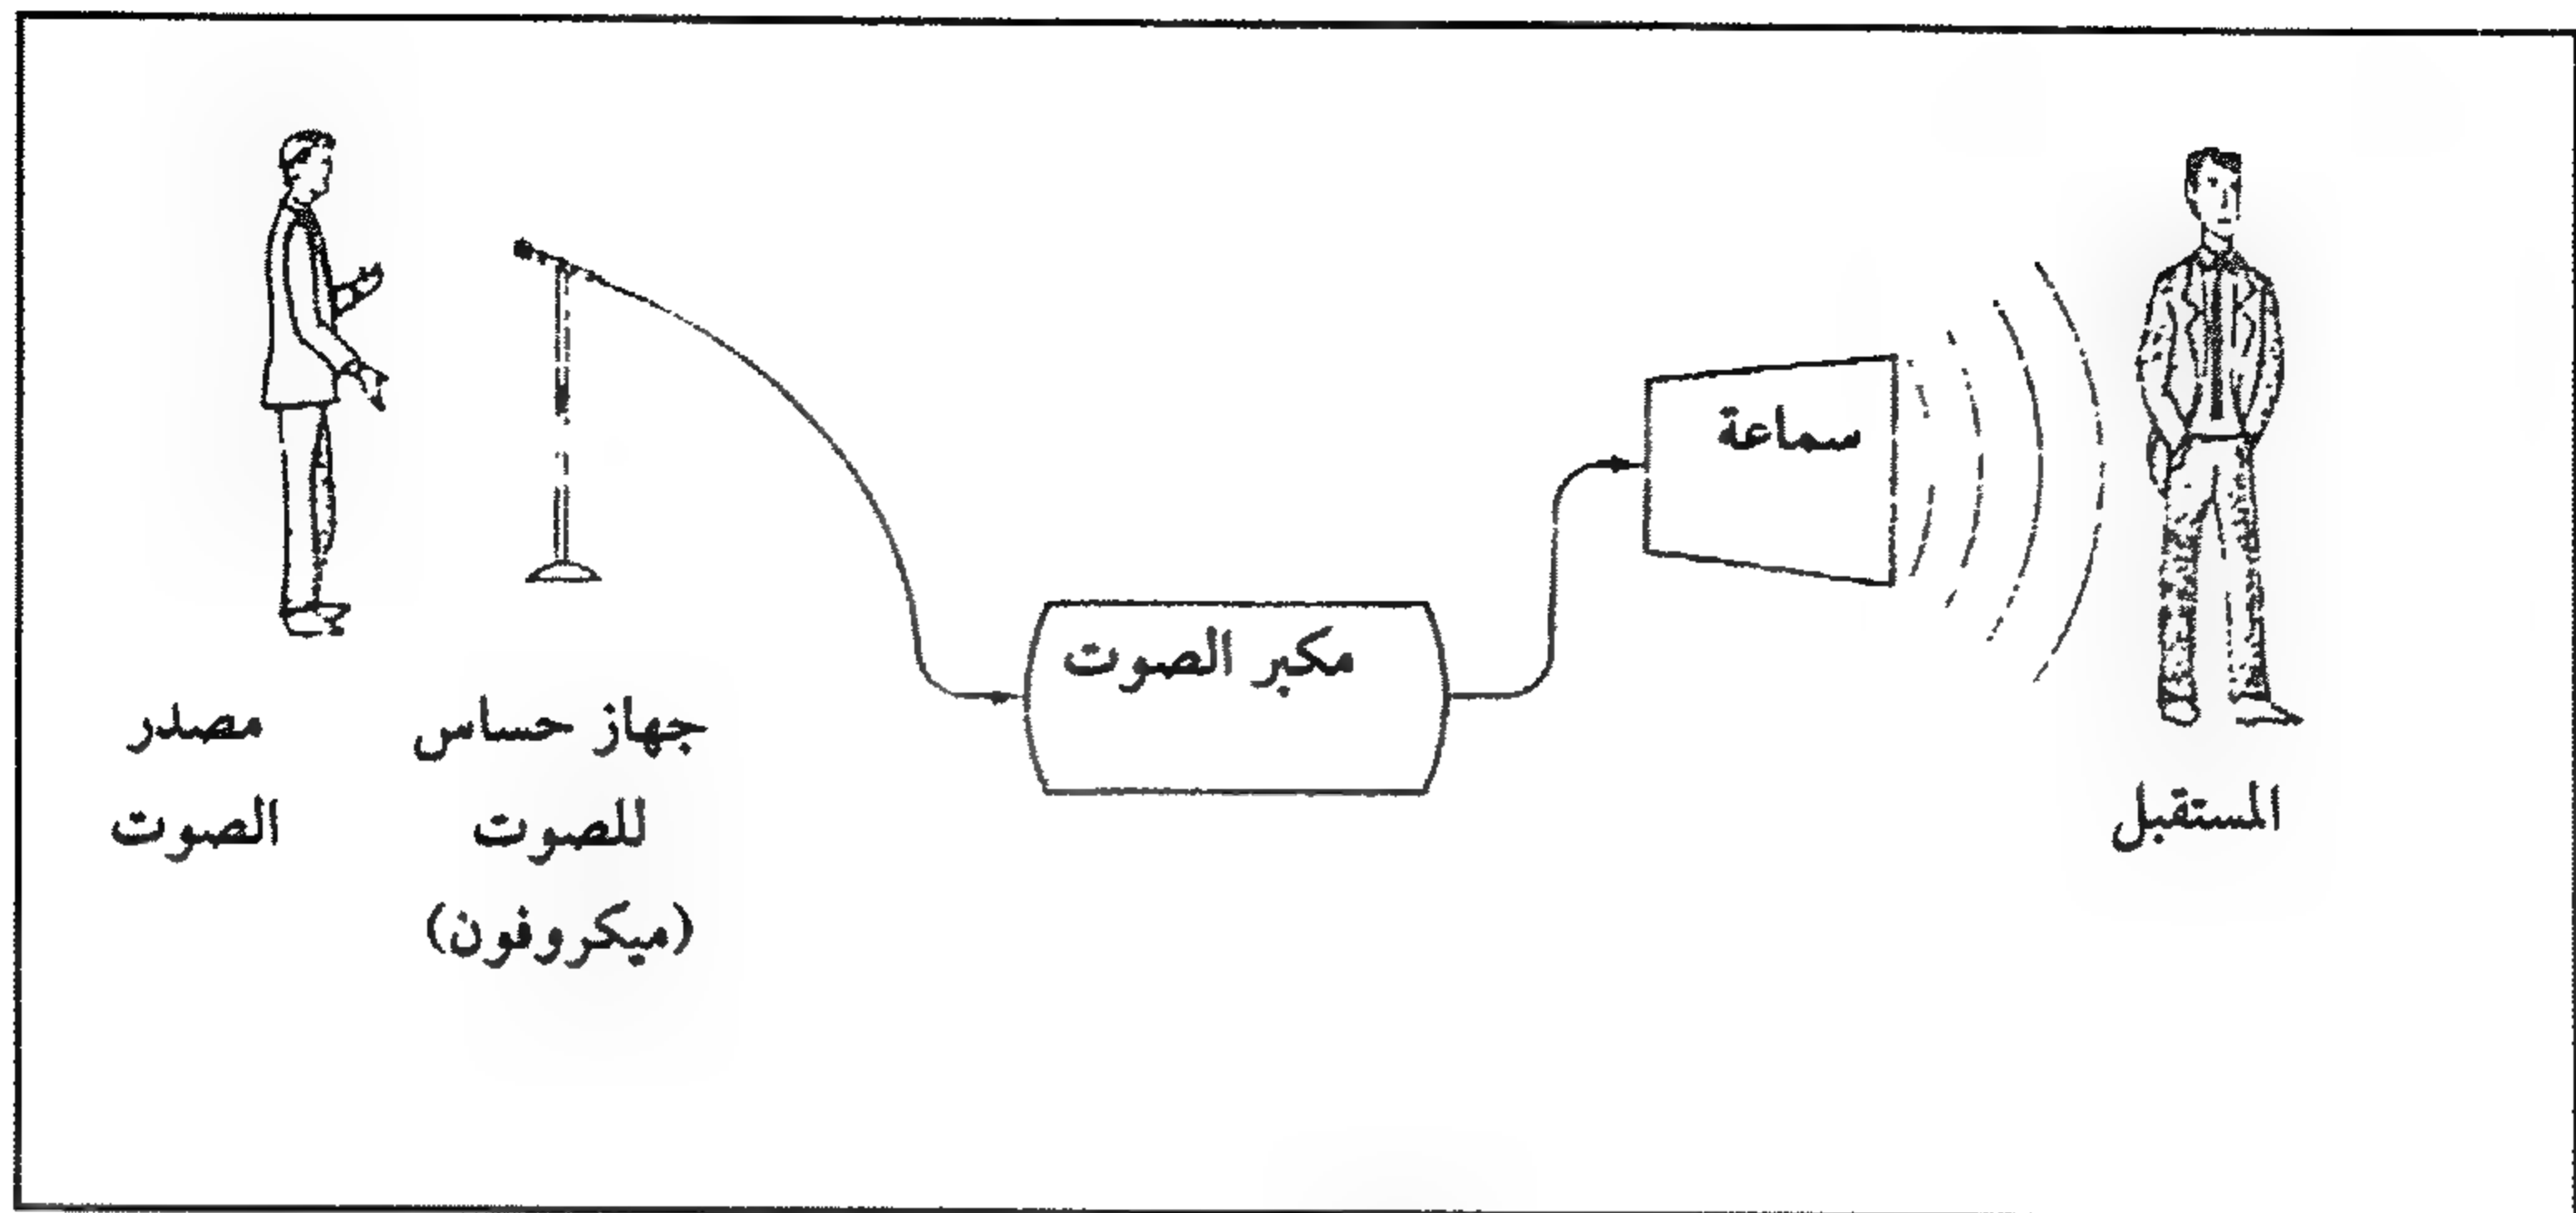 سماعة
مكبر الصوت
مصدر
الصوت
جهاز حساس
للصوت
(ميكروفون)
المستقبل